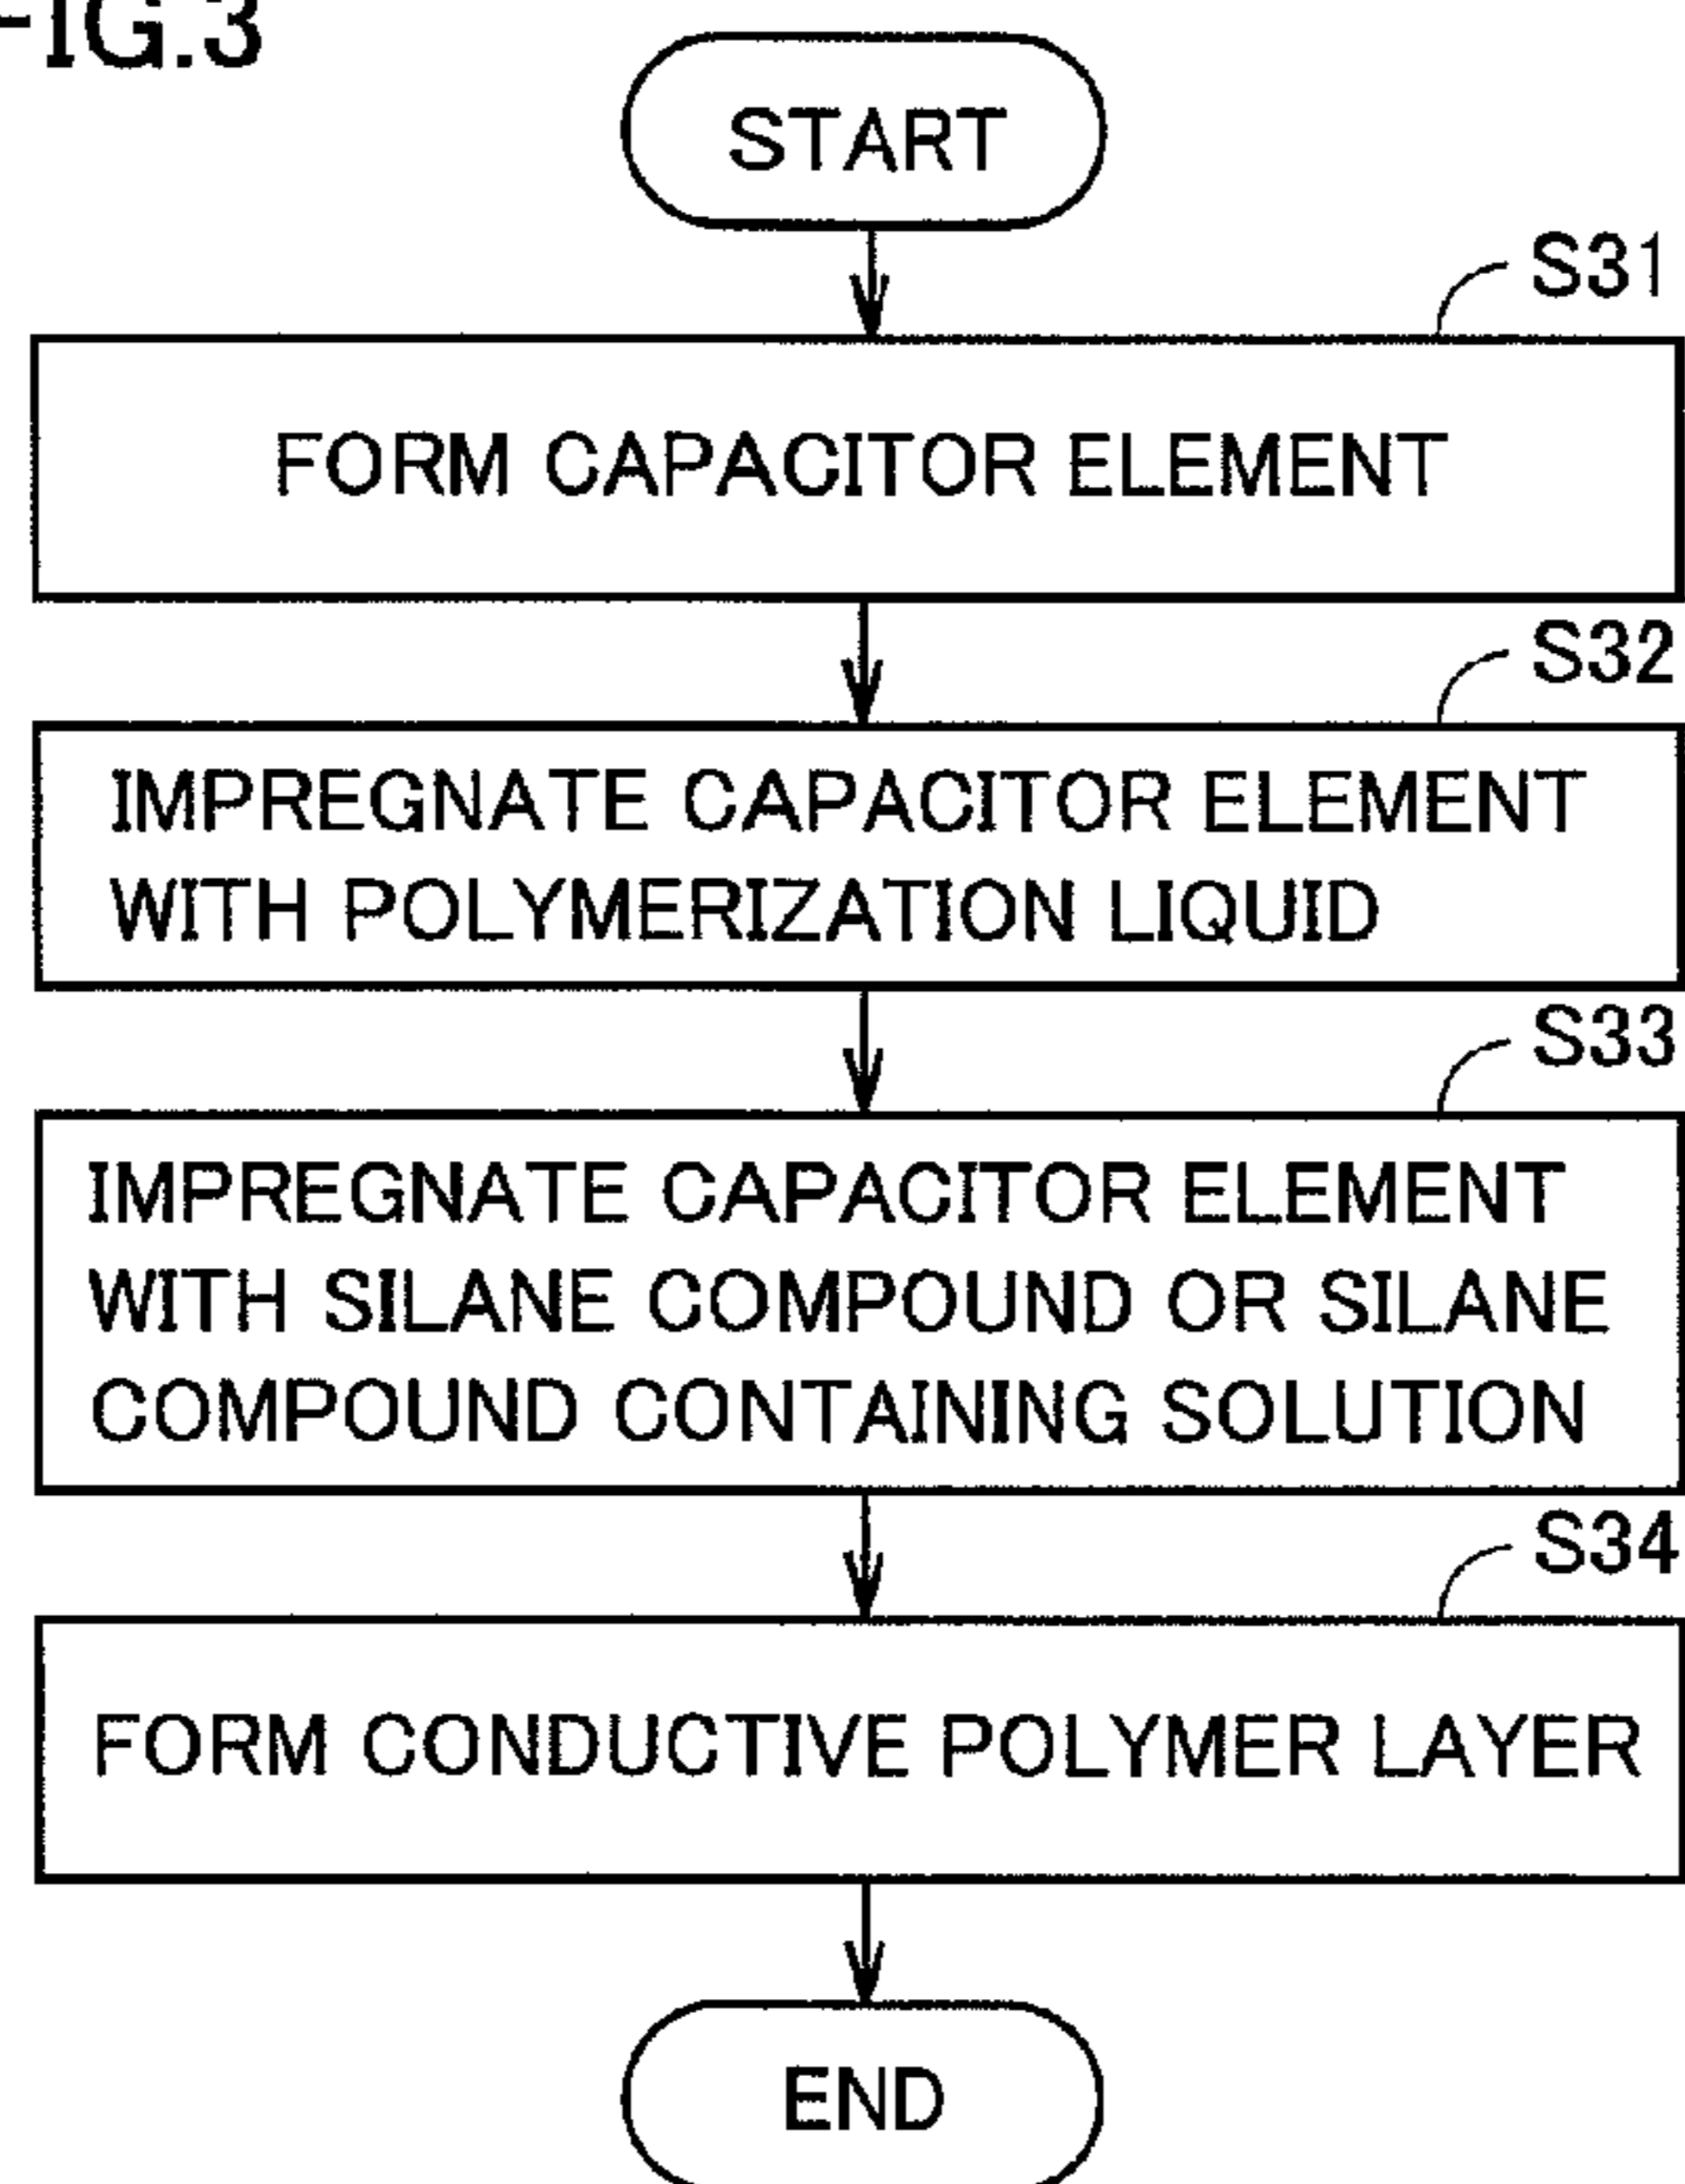 FIG.3
START
S31
FORM CAPACITOR ELEMENT
S32
IMPREGNATE CAPACITOR ELEMENT
WITH POLYMERIZATION LIQUID
S33
IMPREGNATE CAPACITOR ELEMENT
WITH SILANE COMPOUND OR SILANE
COMPOUND CONTAINING SOLUTION
S34
FORM CONDUCTIVE POLYMER LAYER
END